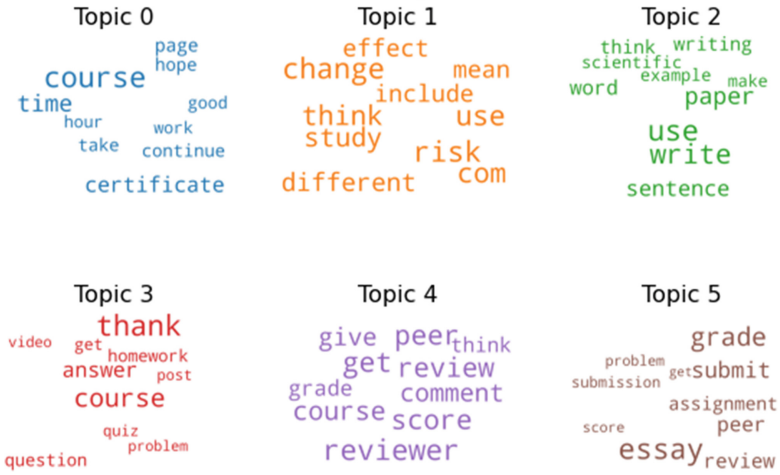 Topic 0
page
hope
course
time
good
hour
work
take
continue
certificate
Topic 1
effect
change
mean
include
think
use
study
risk
com
different
Topic 2
think writing
scientific
example
make
word
paper
use
write
sentence
Topic 3
thank
video
get
homework
answer
post
course
quiz
problem
question
Topic 4
give peer
think
get review
grade
comment
course
score
reviewer
Topic 5
grade
problem
get submit
submission
assignment
peer
score
essay
review